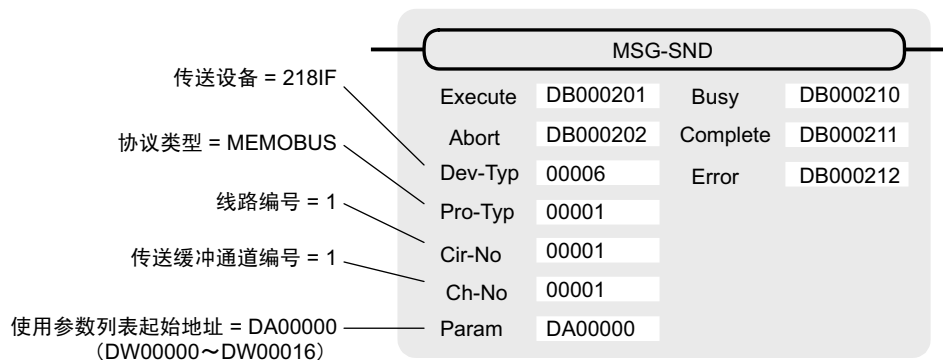 MSG-SND
传送设备 = 218IF
Execute DB000201 Busy DB000210
协议类型 = MEMOBUS
Abort DB000202 Complete DB000211
Dev-Typ 00006 Error DB000212
线路编号 = 1
Pro-Typ 00001
传送缓冲通道编号 = 1
Cir-No 00001
Ch-No 00001
使用参数列表起始地址 = DA00000
(DW00000～DW00016)
Param DA00000